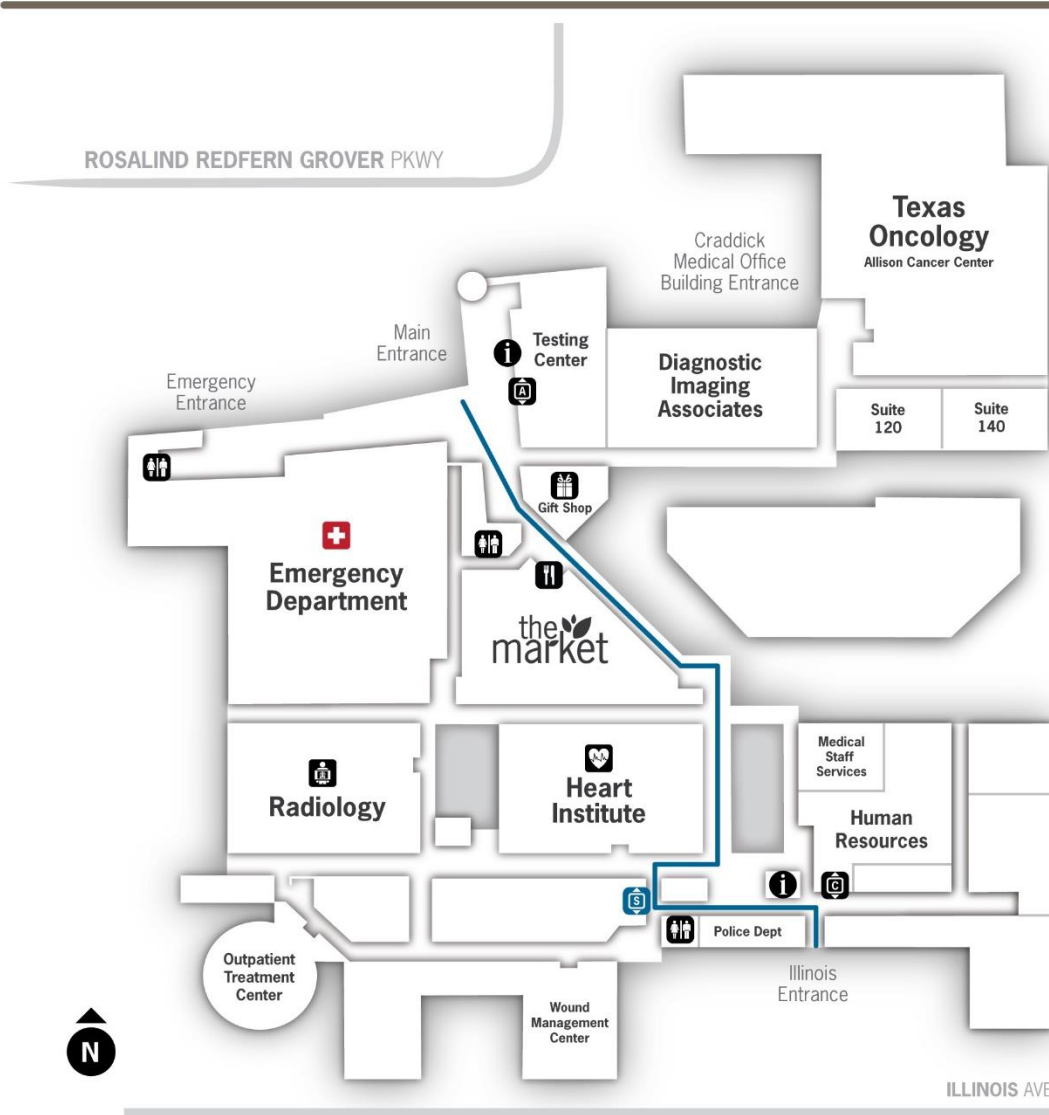 ROSALIND REDFERN GROVER PKWY
Texas
Oncology
Allison Cancer Center
Craddick
Medical Office
Building Entrance
Main
Entrance
Testing
Center
Diagnostic
Imaging
Associates
Emergency
Entrance
A
Suite
120
Suite
140
Gift Shop
Emergency
Department
the
market
Radiology
Heart
Institute
Medical
Staff
Services
Human
Resources
i
i
S
C
Police Dept
Outpatient
Treatment
Center
Illinois
Entrance
Wound
Management
Center
N
ILLINOIS AVE